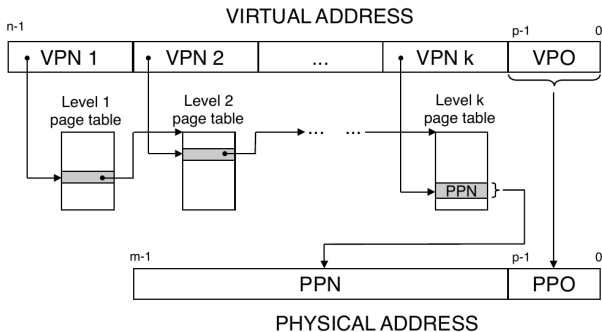 VIRTUAL ADDRESS
n-1 p-1 0
VPN 1 VPN 2 ... VPN k VPO
Level 1
page table
Level 2
page table
Level k
page table
... ...
PPN
m-1 p-1 0
PPN PPO
PHYSICAL ADDRESS